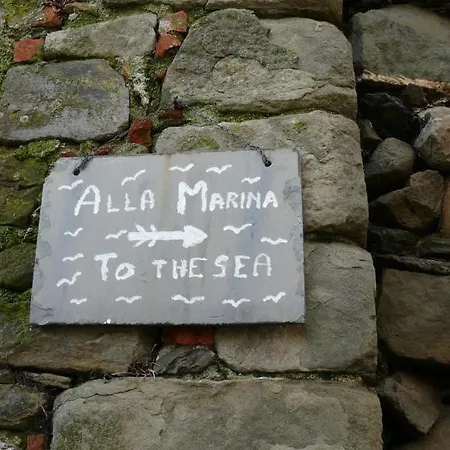 ALLA MARINA
TO THE SEA